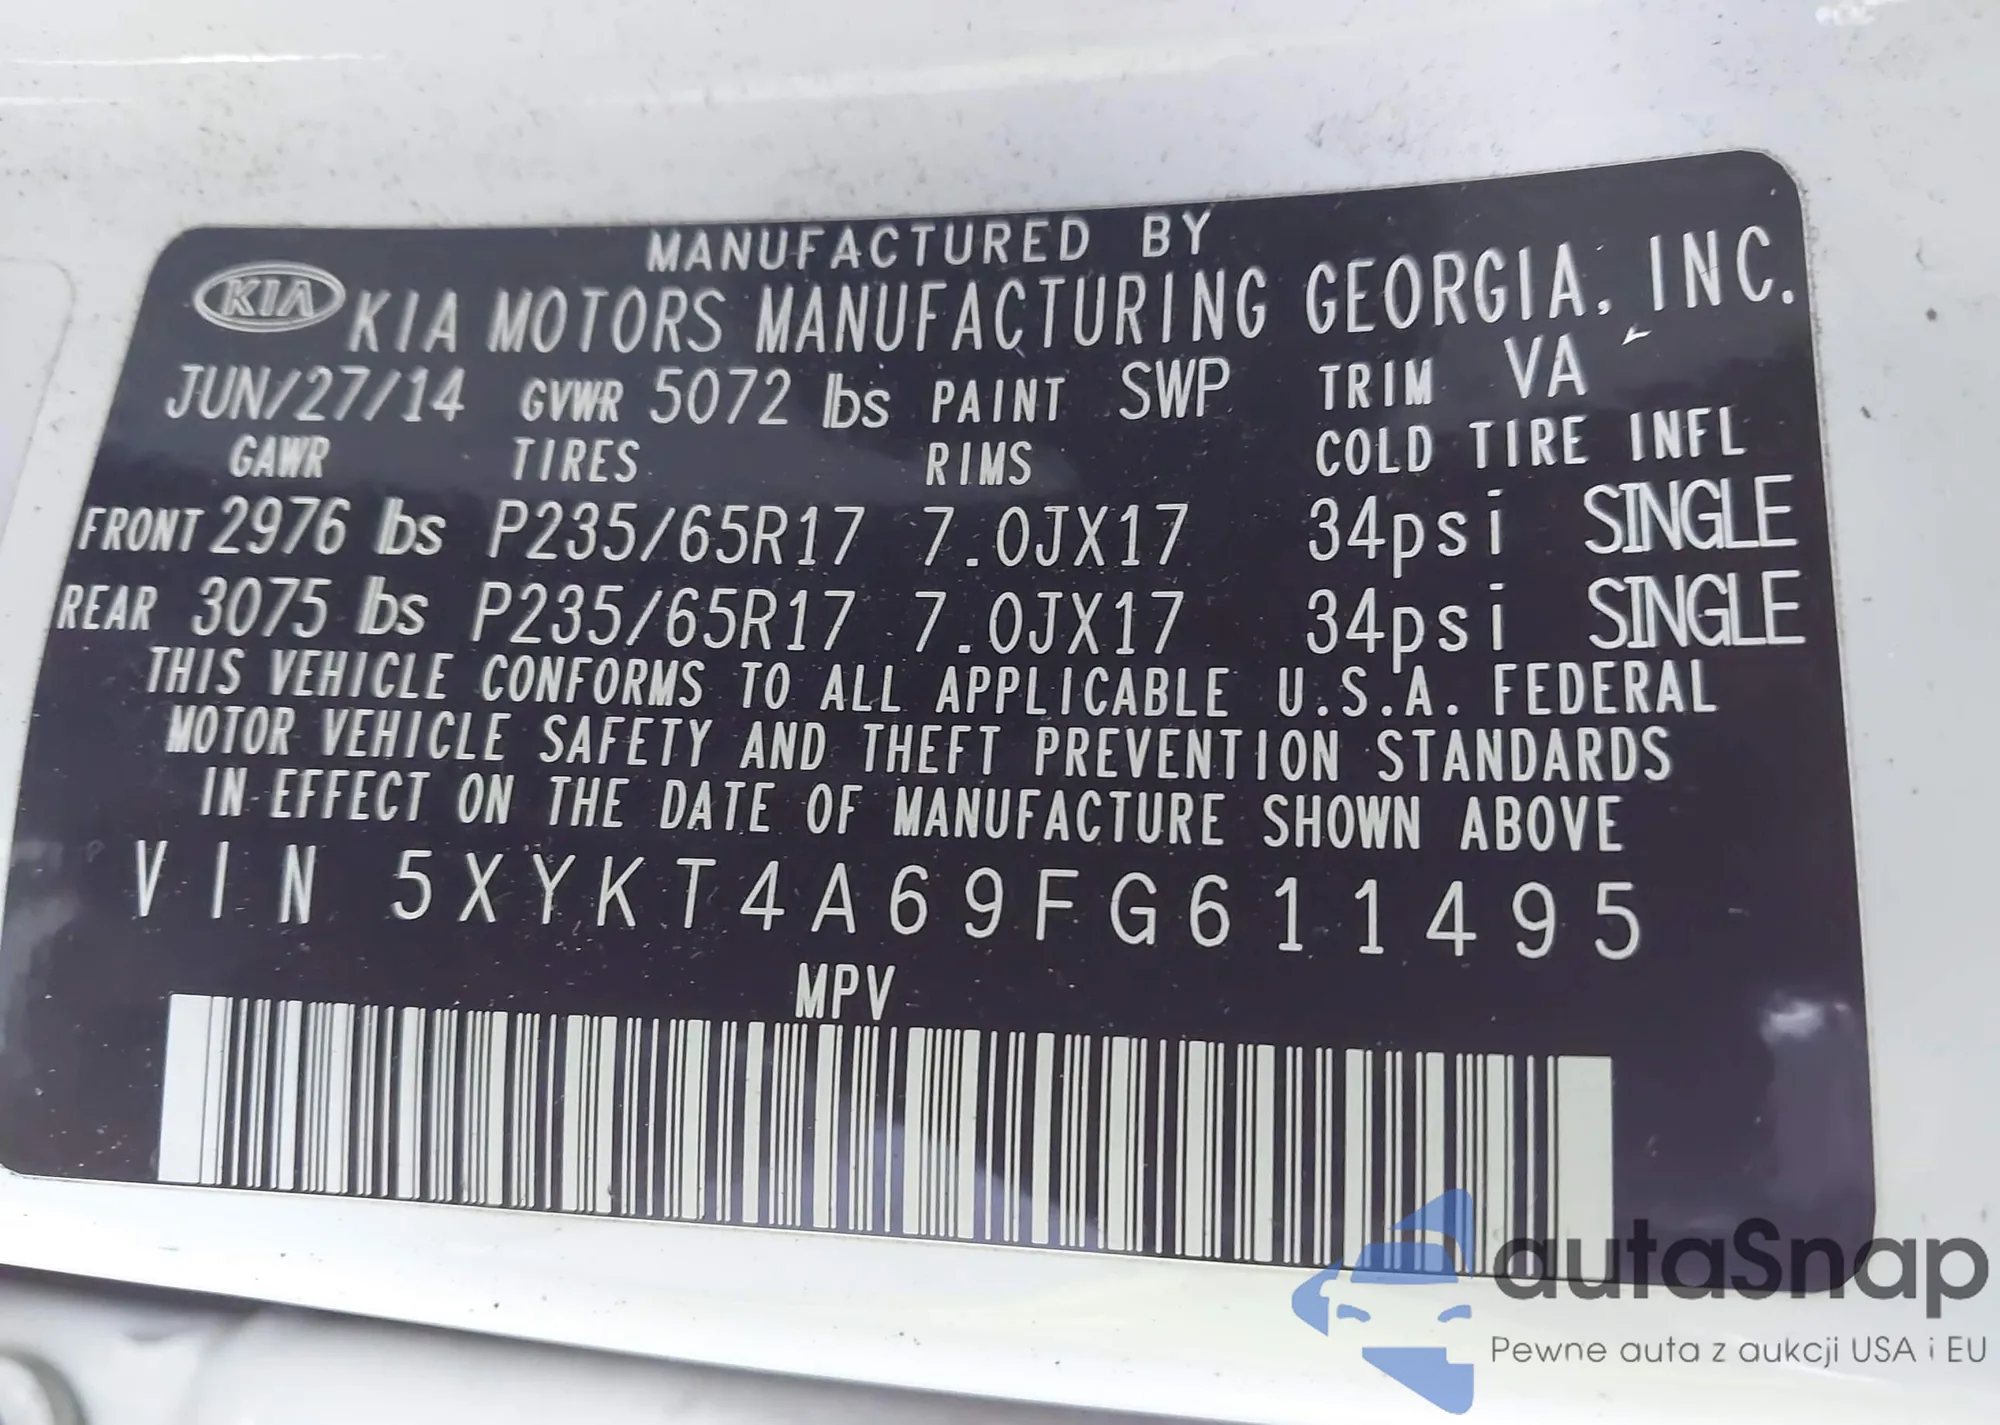 MANUFACTURED BY
KIA KIA MOTORS MANUFACTURING GEORGIA, INC.
JUN/27/14 GVWR 5072 lbs PAINT SWP TRIM VA
GAWR TIRES RIMS COLD TIRE INFL
FRONT 2976 lbs P235/65R17 7.0JX17 34psi SINGLE
REAR 3075 lbs P235/65R17 7.0JX17 34psi SINGLE
THIS VEHICLE CONFORMS TO ALL APPLICABLE U.S.A. FEDERAL
MOTOR VEHICLE SAFETY AND THEFT PREVENTION STANDARDS
IN EFFECT ON THE DATE OF MANUFACTURE SHOWN ABOVE
VIN 5XYKT4A69FG611495
MPV
autaSnap
Pewne auta z aukcji USA i EU